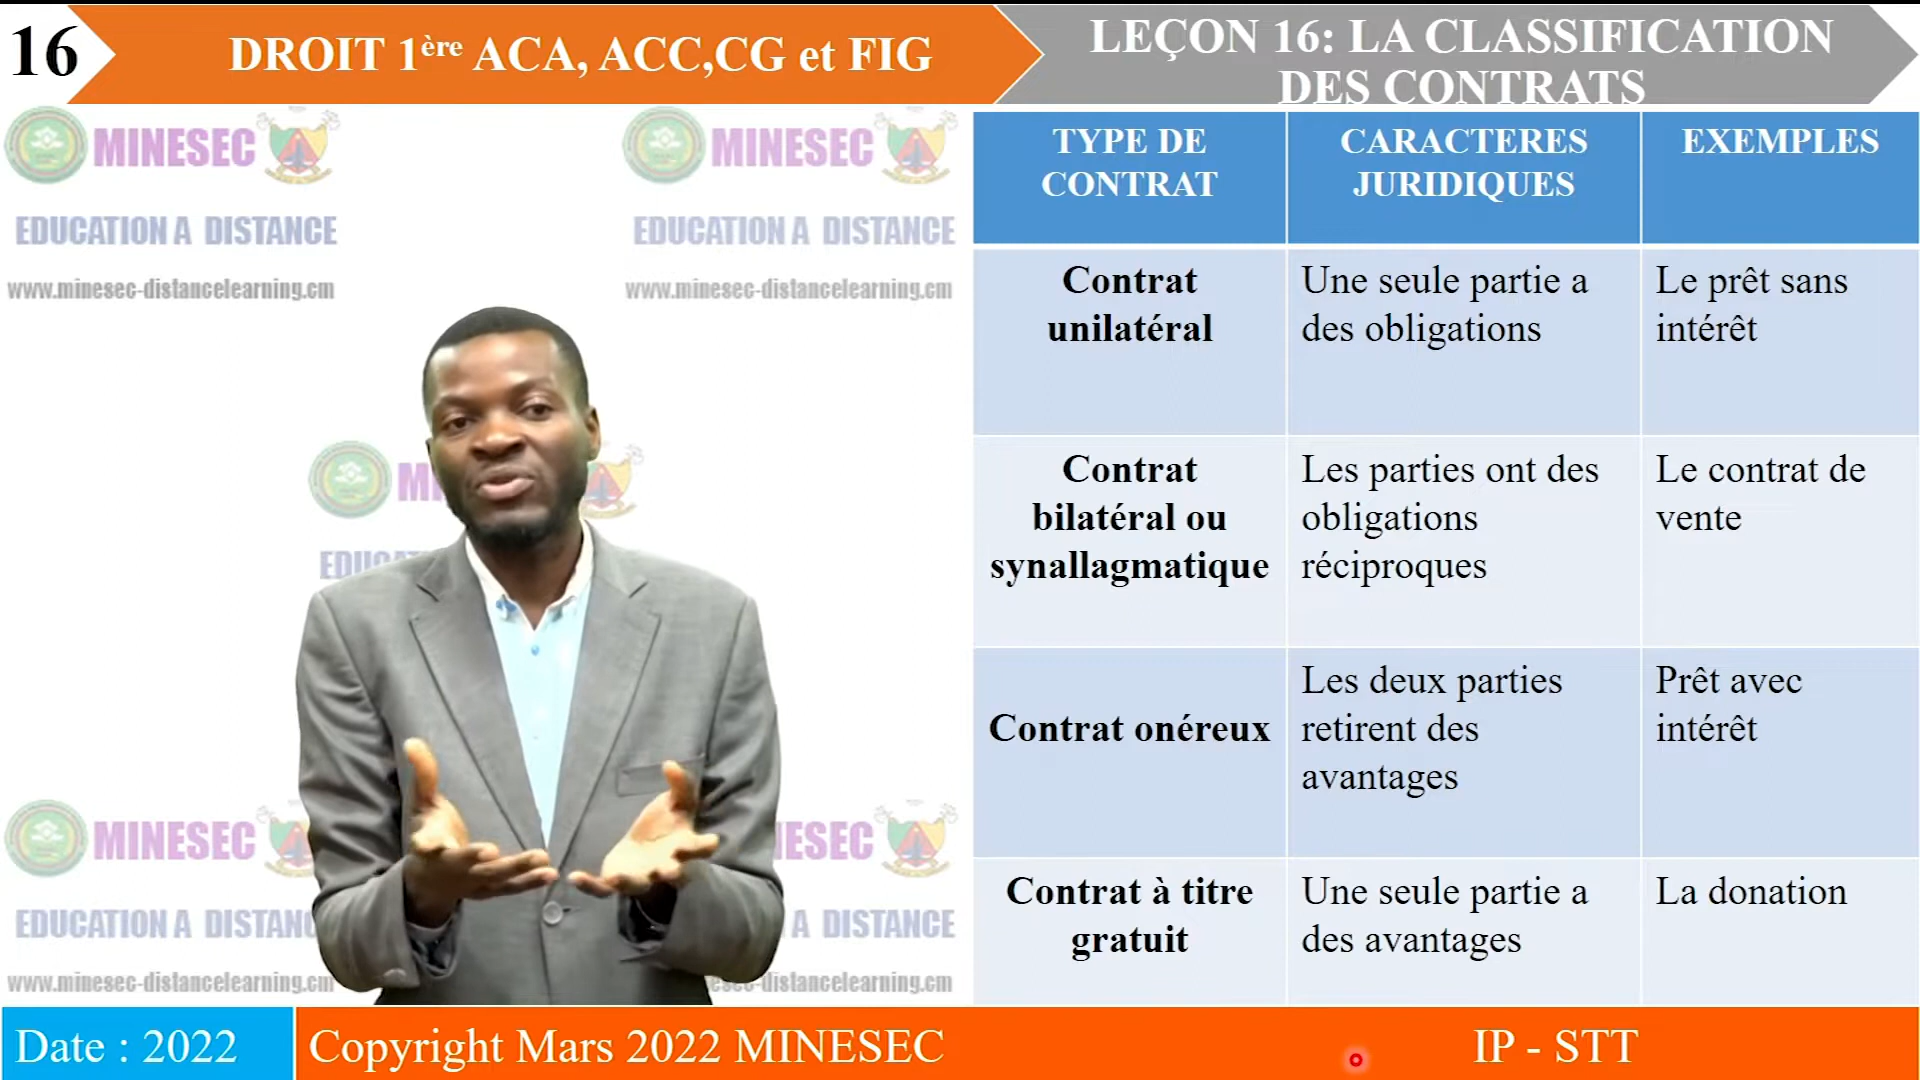 16
DROIT 1ère ACA, ACC,CG et FIG
LEÇON 16: LA CLASSIFICATION
DES CONTRATS
MINESEC
EDUCATION A DISTANCE
www.minesec-distancelearning.cm
MINESEC
EDUCATION A DISTANCE
www.minesec-distancelearning.cm
MINESEC
EDUCATION A DISTANC
www.minesec-distancelearning.cm
A DISTANCE
TYPE DE
CONTRAT
CARACTERES
JURIDIQUES
EXEMPLES
Contrat
unilatéral
Une seule partie a
des obligations
Le prêt sans
intérêt
Contrat
bilatéral ou
synallagmatique
Les parties ont des
obligations
réciproques
Le contrat de
vente
Contrat onéreux
Les deux parties
retirent des
avantages
Prêt avec
intérêt
Contrat à titre
gratuit
Une seule partie a
des avantages
La donation
Date : 2022
Copyright Mars 2022 MINESEC
IP - STT